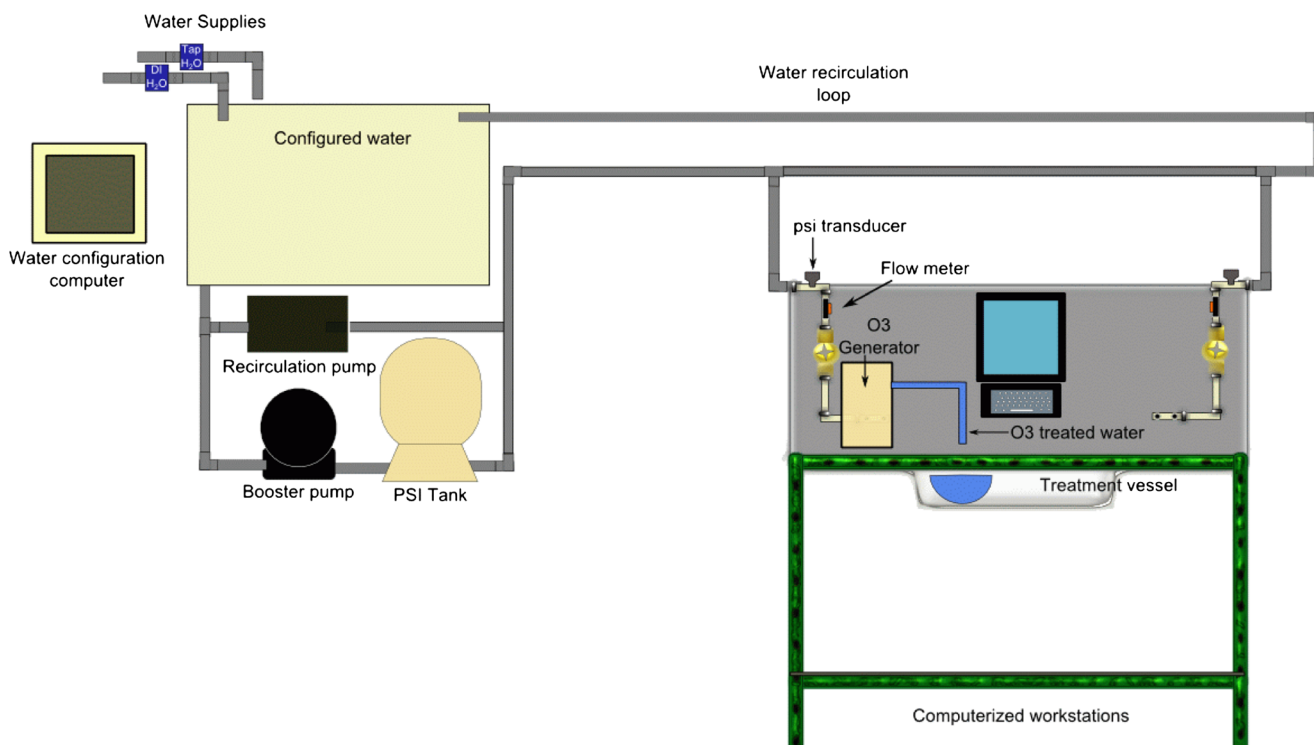 Water Supplies
Tap
H₂O
DI
H₂O
Water recirculation
loop
Configured water
Water configuration
computer
psi transducer
Flow meter
O3
Generator
Recirculation pump
O3 treated water
Booster pump
PSI Tank
Treatment vessel
Computerized workstations